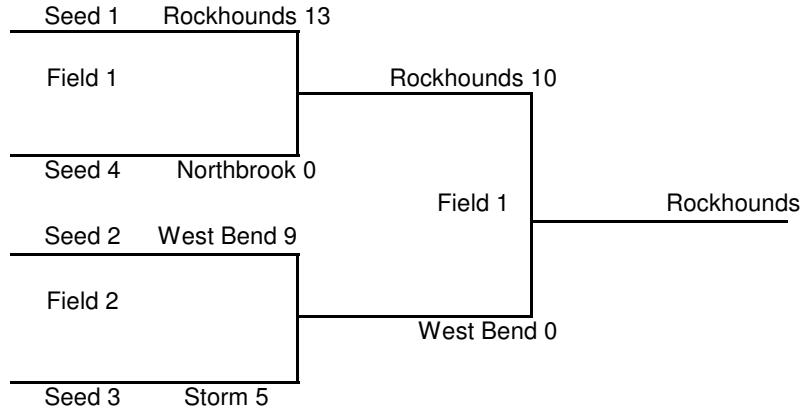 Seed 1 Rockhounds 13
Field 1
Rockhounds 10
Seed 4 Northbrook 0
Field 1 Rockhounds
Seed 2 West Bend 9
Field 2
West Bend 0
Seed 3 Storm 5